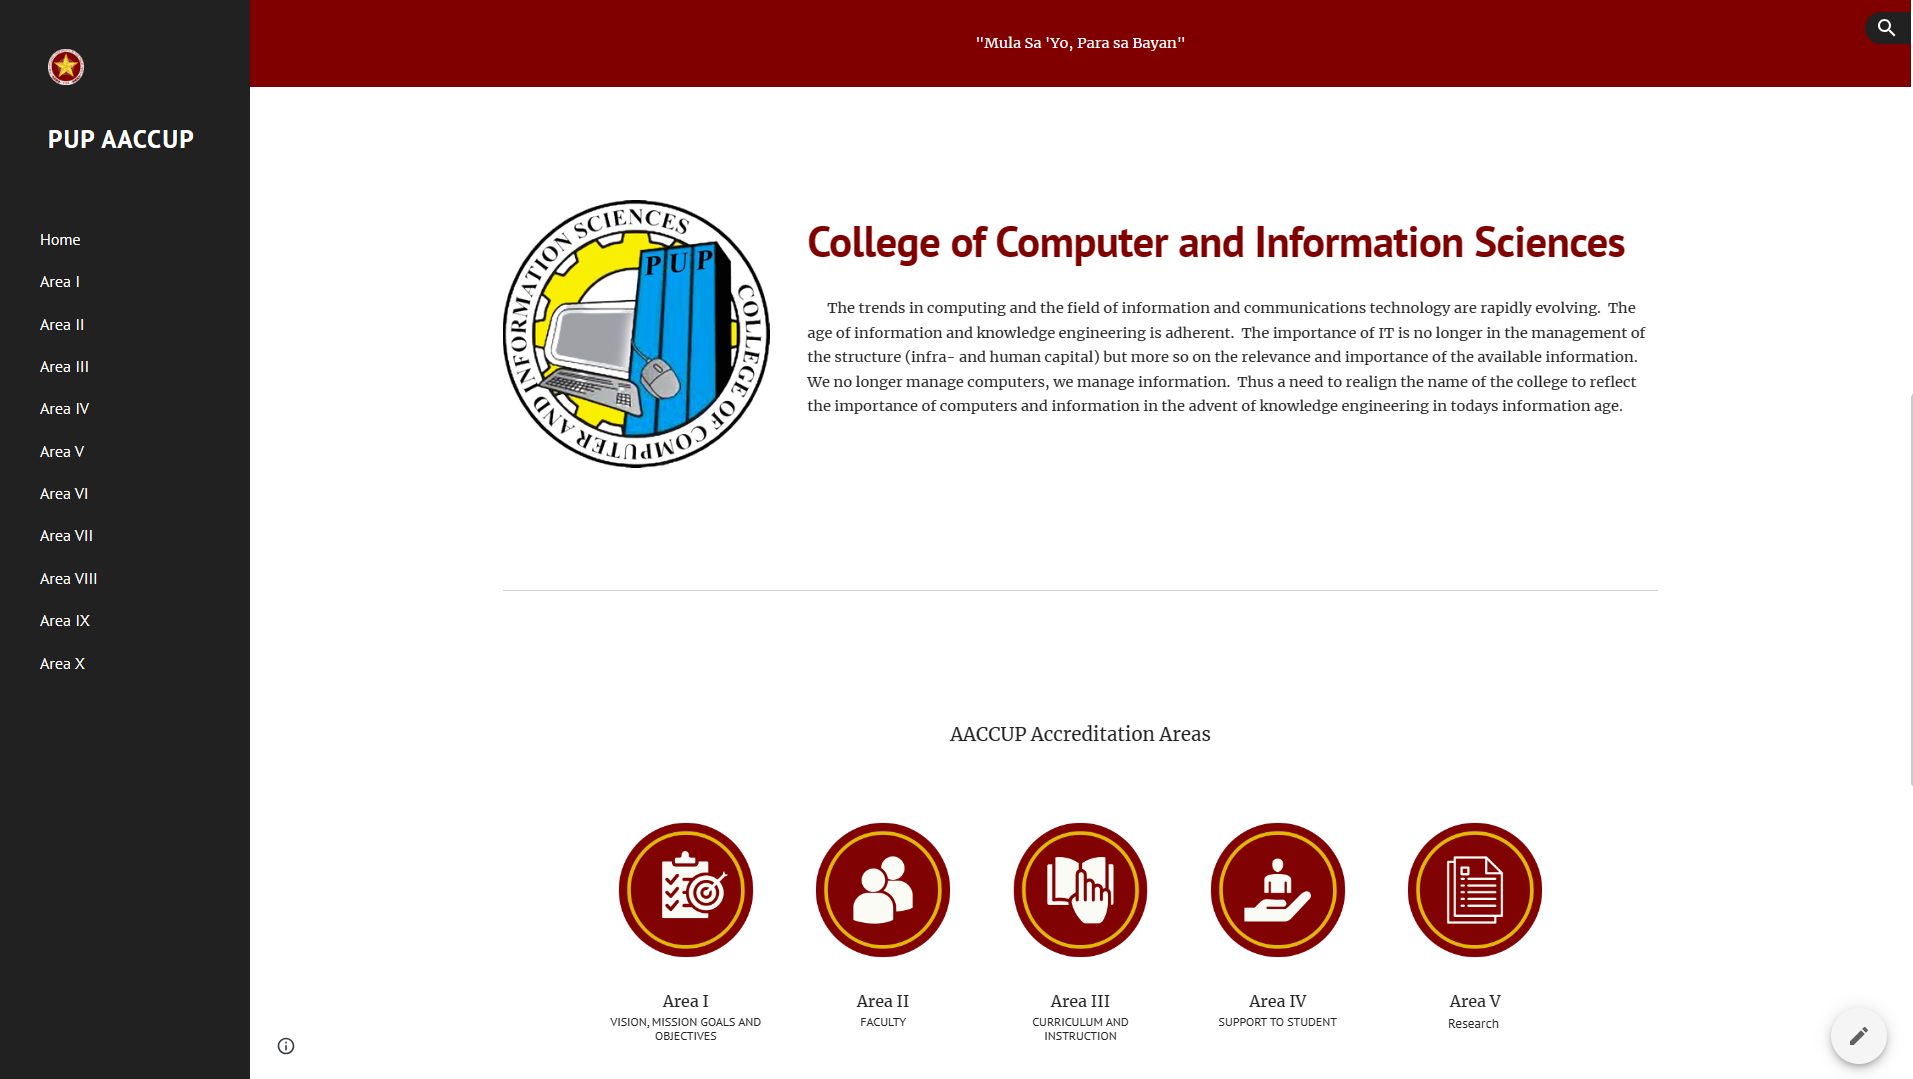 "Mula Sa 'Yo, Para sa Bayan"
PUP AACCUP
Home
Area I
Area II
Area III
Area IV
Area V
Area VI
Area VII
Area VIII
Area IX
Area X
COLLEGE OF COMPUTER AND INFORMATION SCIENCES
PUP
College of Computer and Information Sciences
The trends in computing and the field of information and communications technology are rapidly evolving. The
age of information and knowledge engineering is adherent. The importance of IT is no longer in the management of
the structure (infra- and human capital) but more so on the relevance and importance of the available information.
We no longer manage computers, we manage information. Thus a need to realign the name of the college to reflect
the importance of computers and information in the advent of knowledge engineering in todays information age.
AACCUP Accreditation Areas
Area I
VISION, MISSION GOALS AND
OBJECTIVES
Area II
FACULTY
Area III
CURRICULUM AND
INSTRUCTION
Area IV
SUPPORT TO STUDENT
Area V
Research